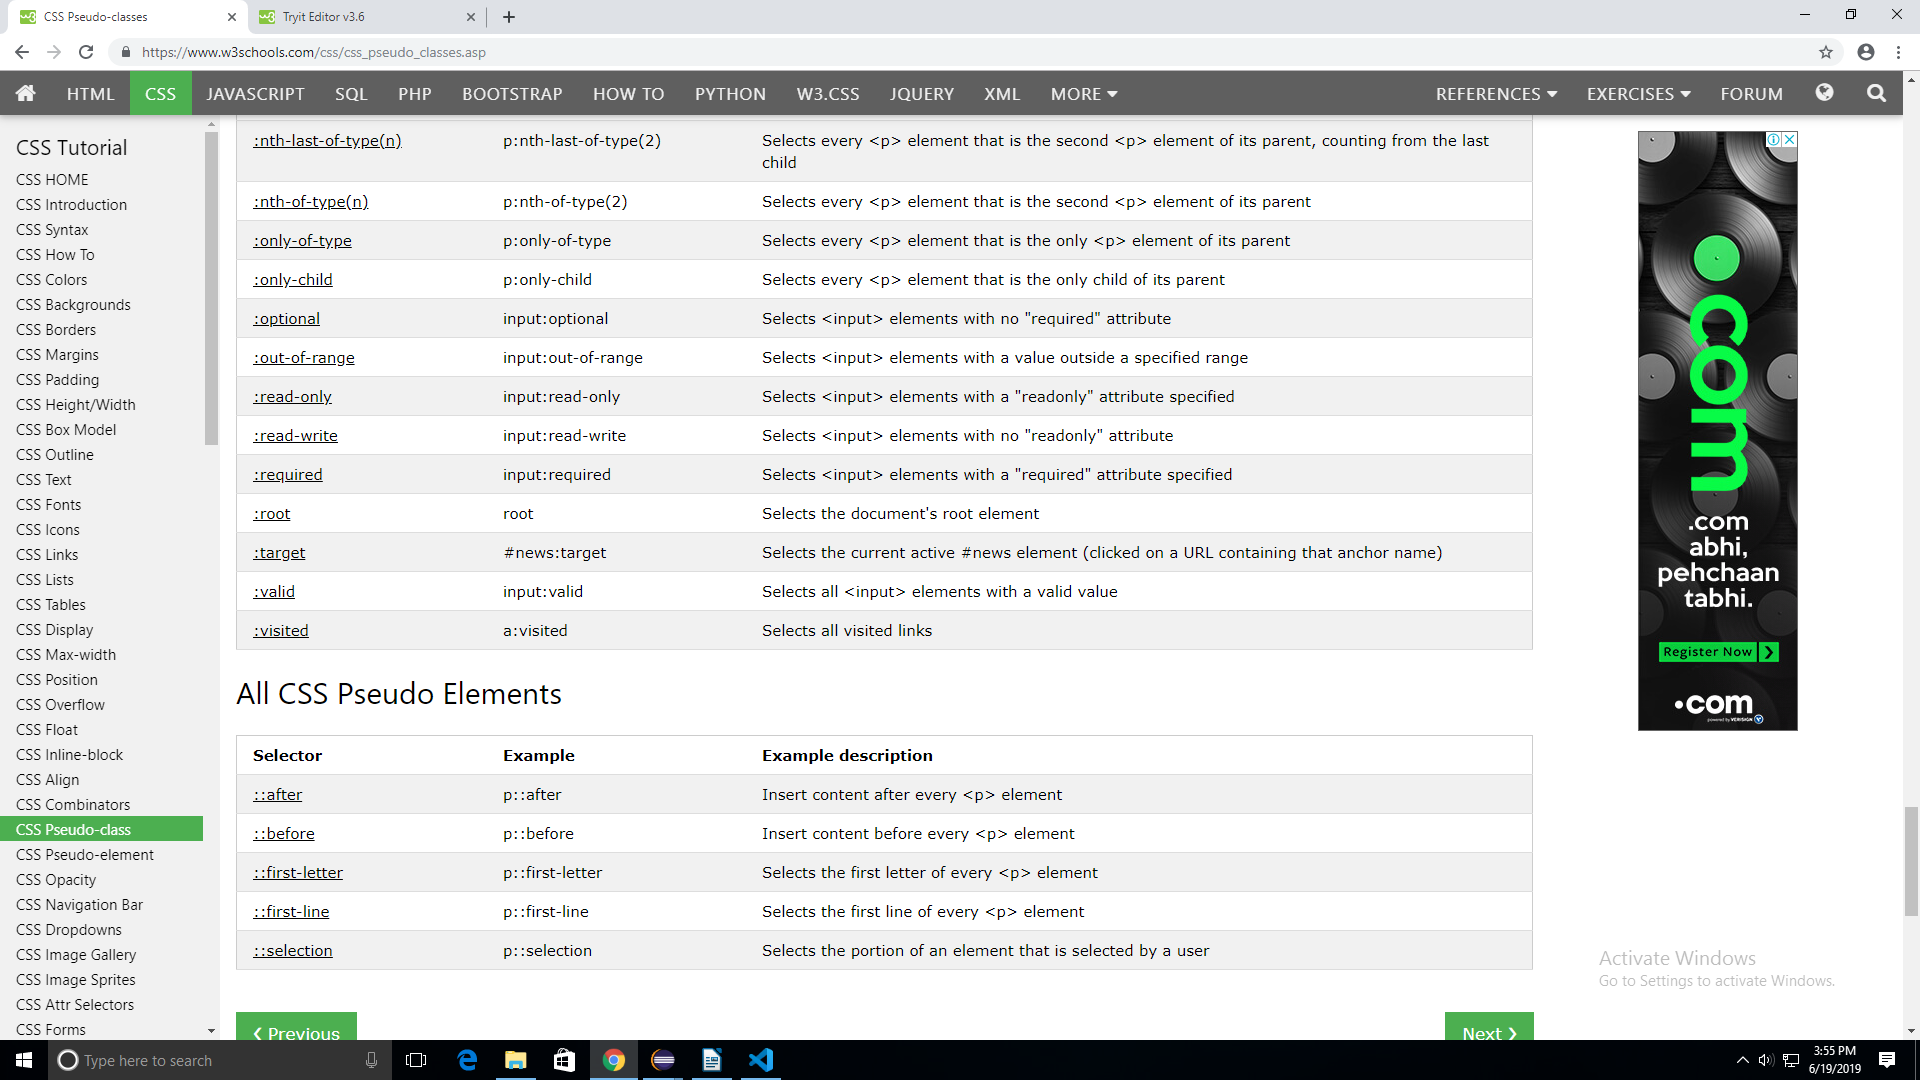 CSS Pseudo-classes
Tryit Editor v3.6
https://www.w3schools.com/css/css_pseudo_classes.asp
HTML CSS JAVASCRIPT SQL PHP BOOTSTRAP HOW TO PYTHON W3.CSS JQUERY XML MORE REFERENCES EXERCISES FORUM
CSS Tutorial
CSS HOME
CSS Introduction
CSS Syntax
CSS How To
CSS Colors
CSS Backgrounds
CSS Borders
CSS Margins
CSS Padding
CSS Height/Width
CSS Box Model
CSS Outline
CSS Text
CSS Fonts
CSS Icons
CSS Links
CSS Lists
CSS Tables
CSS Display
CSS Max-width
CSS Position
CSS Overflow
CSS Float
CSS Inline-block
CSS Align
CSS Combinators
CSS Pseudo-class
CSS Pseudo-element
CSS Opacity
CSS Navigation Bar
CSS Dropdowns
CSS Image Gallery
CSS Image Sprites
CSS Attr Selectors
CSS Forms
:nth-last-of-type(n) p:nth-last-of-type(2) Selects every <p> element that is the second <p> element of its parent, counting from the last
child
:nth-of-type(n) p:nth-of-type(2) Selects every <p> element that is the second <p> element of its parent
:only-of-type p:only-of-type Selects every <p> element that is the only <p> element of its parent
:only-child p:only-child Selects every <p> element that is the only child of its parent
:optional input:optional Selects <input> elements with no "required" attribute
:out-of-range input:out-of-range Selects <input> elements with a value outside a specified range
:read-only input:read-only Selects <input> elements with a "readonly" attribute specified
:read-write input:read-write Selects <input> elements with no "readonly" attribute
:required input:required Selects <input> elements with a "required" attribute specified
:root root Selects the document's root element
:target #news:target Selects the current active #news element (clicked on a URL containing that anchor name)
:valid input:valid Selects all <input> elements with a valid value
:visited a:visited Selects all visited links
All CSS Pseudo Elements
Selector Example Example description
::after p::after Insert content after every <p> element
::before p::before Insert content before every <p> element
::first-letter p::first-letter Selects the first letter of every <p> element
::first-line p::first-line Selects the first line of every <p> element
::selection p::selection Selects the portion of an element that is selected by a user
❮ Previous
Next ❯
.com
.com
abhi,
pehchaan
tabhi.
Register Now
.com
powered by VERISIGN
Activate Windows
Go to Settings to activate Windows.
Type here to search
3:55 PM
6/19/2019